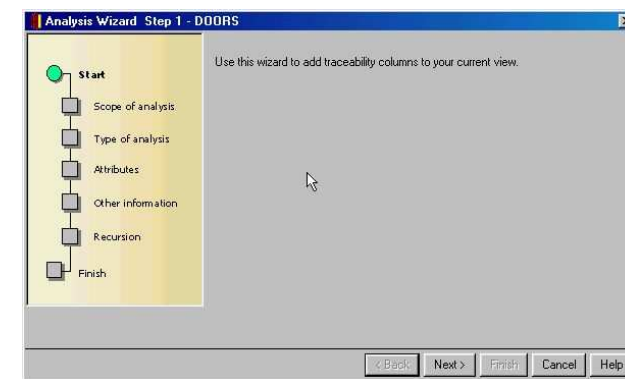 Analysis Wizard Step 1 - DOORS
Use this wizard to add traceability columns to your current view.
Start
Scope of analysis
Type of analysis
Attributes
Other information
Recursion
Finish
< Back
Next >
Finish
Cancel
Help